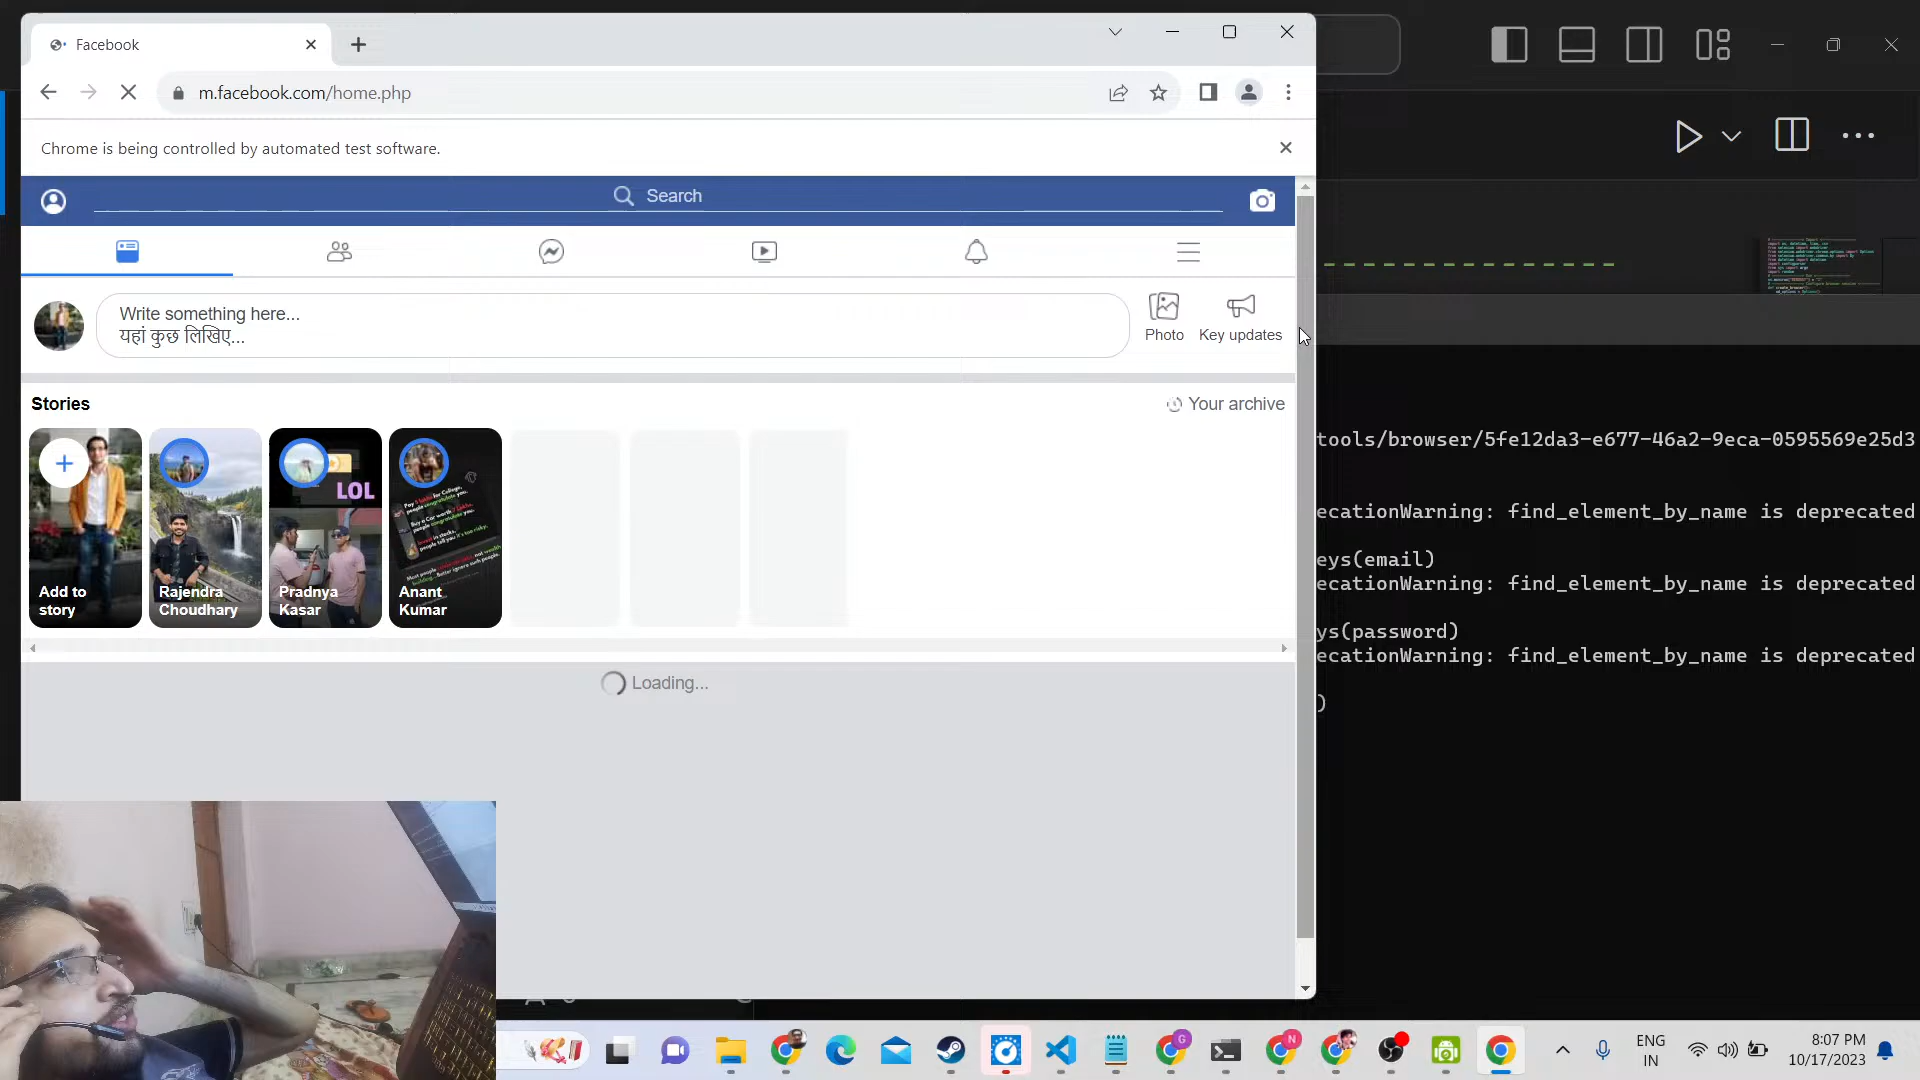 Facebook
m.facebook.com/home.php
Chrome is being controlled by automated test software.
Search
Write something here...
यहां कुछ लिखिए...
Photo
Key updates
Stories
Your archive
LOL
Add to
story
Rajendra
Choudhary
Pradnya
Kasar
Anant
Kumar
Loading...
tools/browser/5fe12da3-e677-46a2-9eca-0595569e25d3
ecationWarning: find_element_by_name is deprecated
eys(email)
ecationWarning: find_element_by_name is deprecated
ys(password)
ecationWarning: find_element_by_name is deprecated
)
G
N
ENG
IN
8:07 PM
10/17/2023